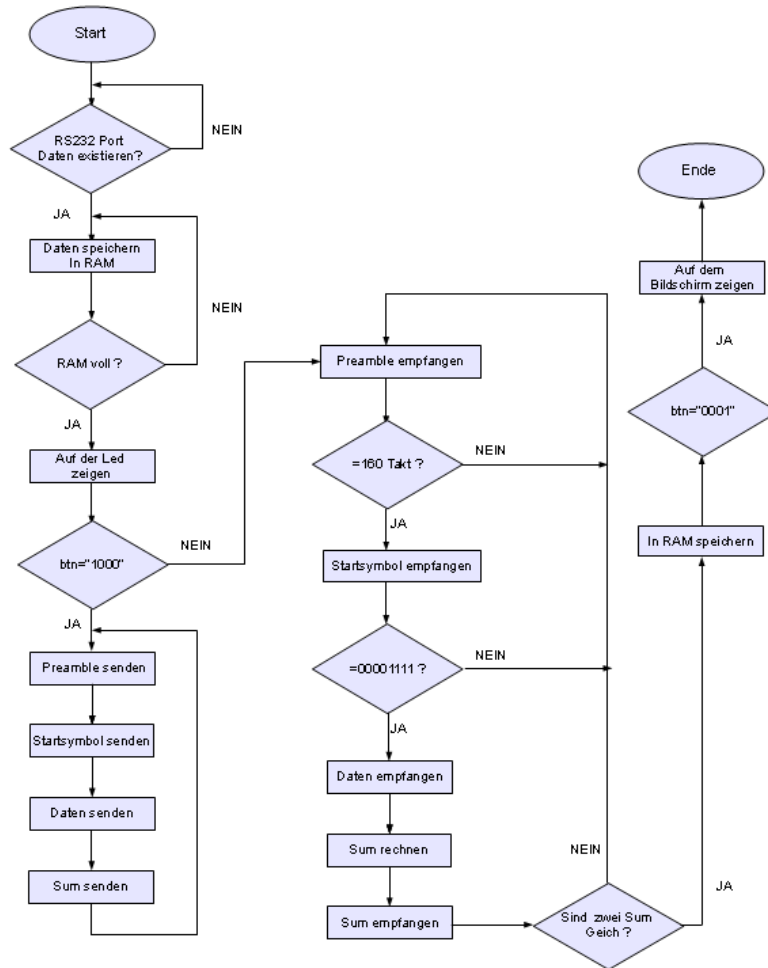 Start
NEIN
RS232 Port
Daten existieren?
JA
Daten speichern
In RAM
NEIN
RAM voll ?
JA
Auf der Led
zeigen
btn="1000"
NEIN
JA
Preamble senden
Startsymbol senden
Daten senden
Sum senden
Preamble empfangen
=160 Takt ?
NEIN
JA
Startsymbol empfangen
=00001111 ?
NEIN
JA
Daten empfangen
Sum rechnen
Sum empfangen
NEIN
Sind zwei Sum
Geich ?
JA
In RAM speichern
btn="0001"
JA
Auf dem
Bildschirm zeigen
Ende